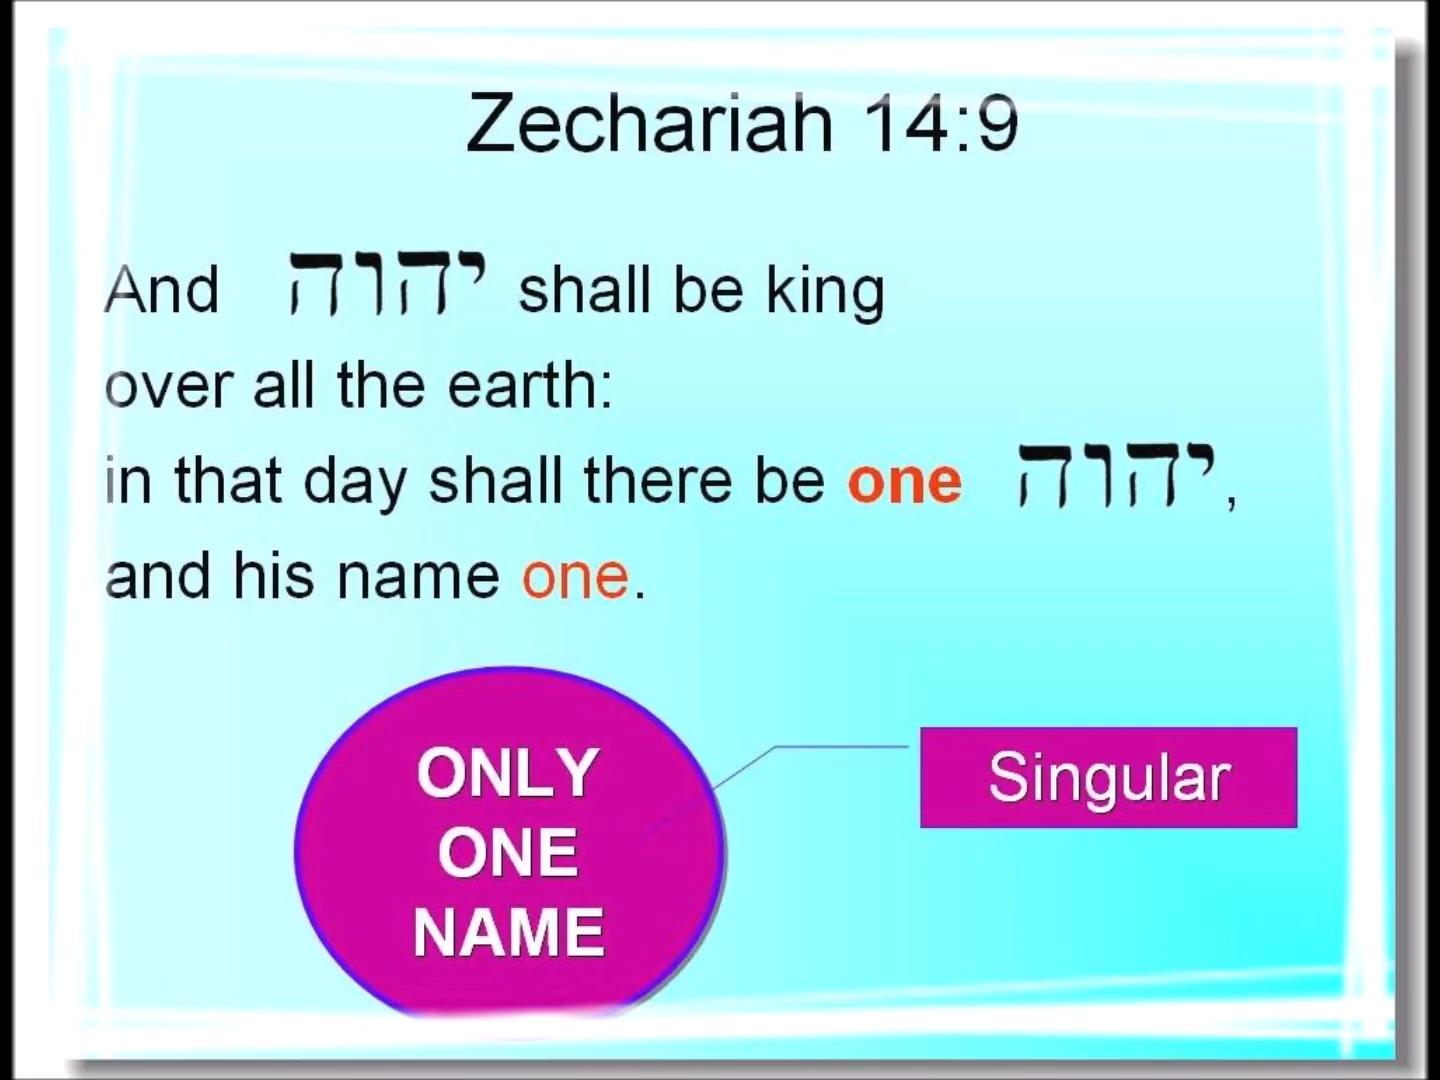 Zechariah 14:9
And יהוה shall be king
over all the earth:
in that day shall there be one יהוה,
and his name one.
ONLY
ONE
NAME
Singular